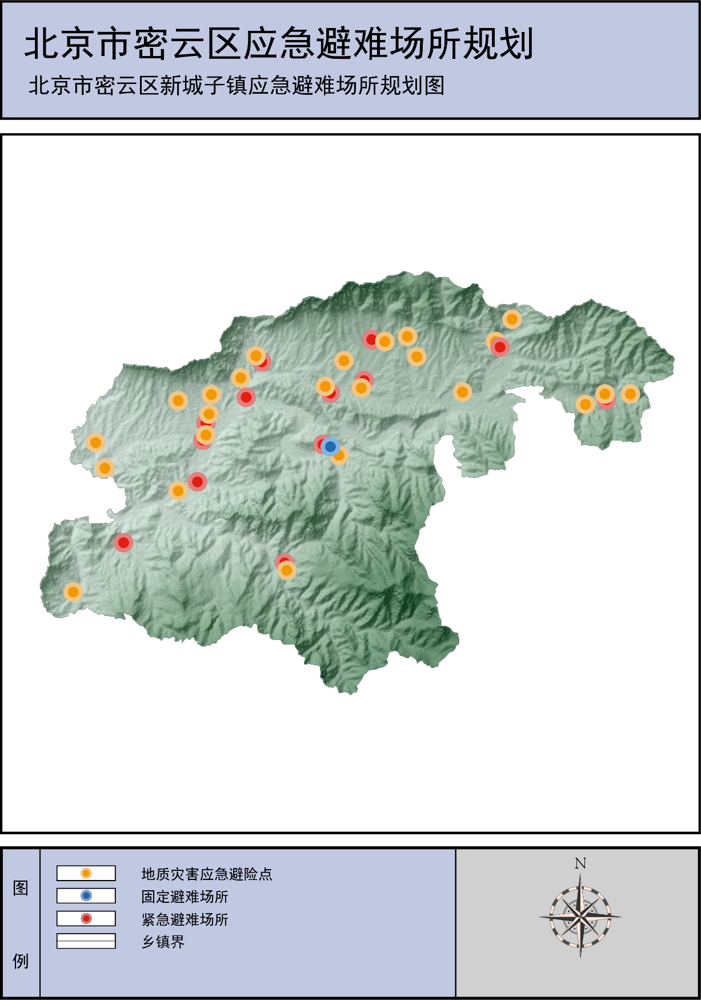 北京市密云区应急避难场所规划
北京市密云区新城子镇应急避难场所规划图
图
例
地质灾害应急避险点
固定避难场所
紧急避难场所
乡镇界
N